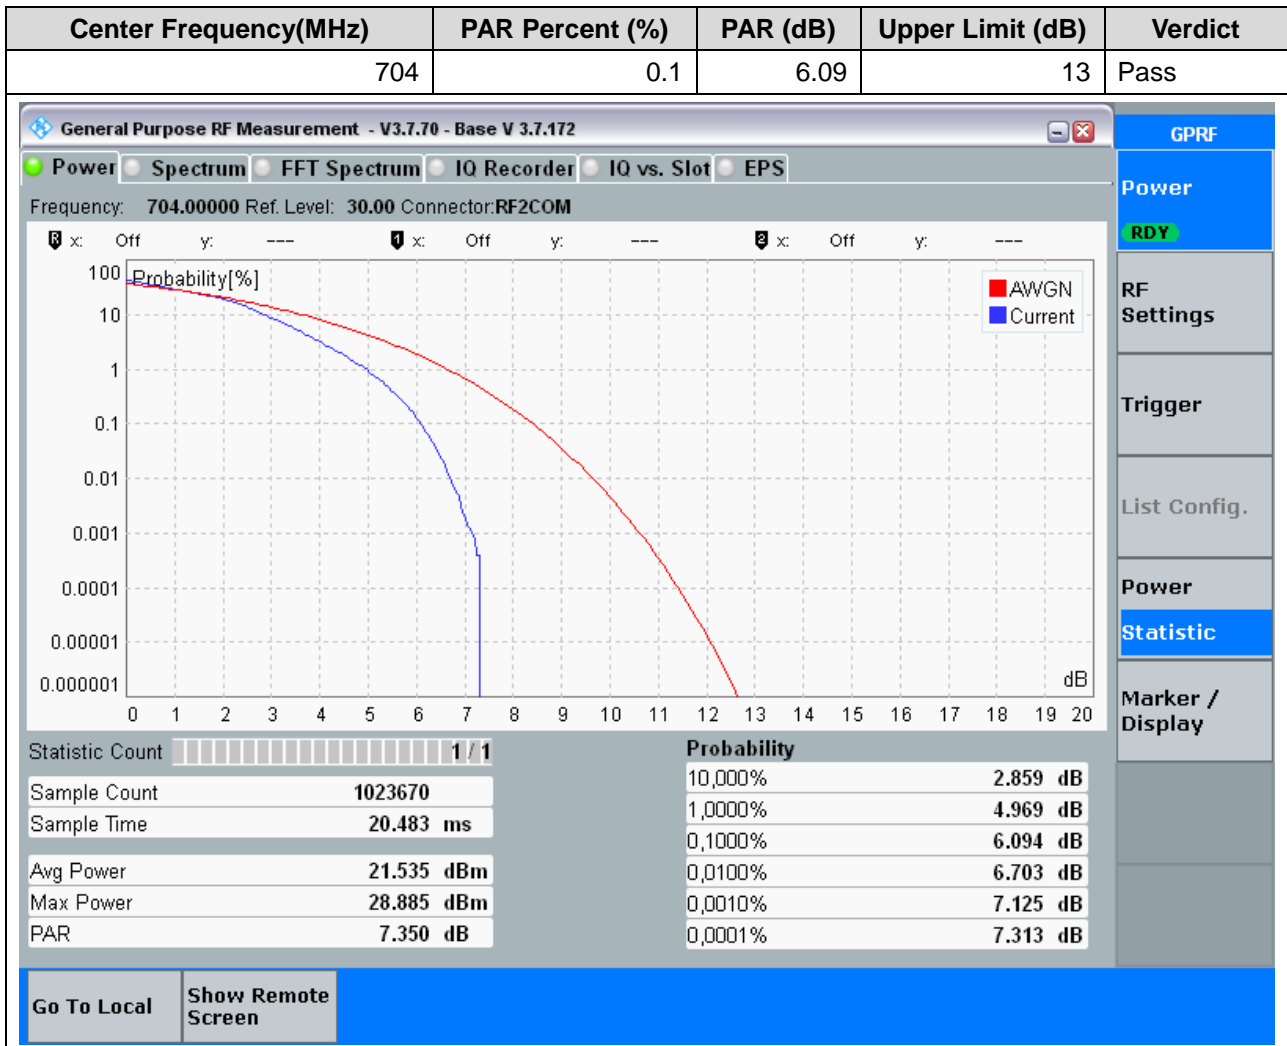 Center Frequency(MHz) PAR Percent (%) PAR (dB) Upper Limit (dB) Verdict
704 0.1 6.09 13 Pass
General Purpose RF Measurement - V3.7.70 - Base V 3.7.172
GPRF
Power Spectrum FFT Spectrum IQ Recorder IQ vs. Slot EPS
Power
RDY
Frequency: 704.00000 Ref. Level: 30.00 Connector:RF2COM
R x: Off y: --- 1 x: Off y: --- 2 x: Off y: ---
Probability[%]
AWGN
Current
100
10
1
0.1
0.01
0.001
0.0001
0.00001
0.000001
dB
0 1 2 3 4 5 6 7 8 9 10 11 12 13 14 15 16 17 18 19 20
RF
Settings
Trigger
List Config.
Power
Statistic
Marker /
Display
Statistic Count 1 / 1
Sample Count 1023670
Sample Time 20.483 ms
Avg Power 21.535 dBm
Max Power 28.885 dBm
PAR 7.350 dB
Probability
10,000% 2.859 dB
1,0000% 4.969 dB
0,1000% 6.094 dB
0,0100% 6.703 dB
0,0010% 7.125 dB
0,0001% 7.313 dB
Go To Local
Show Remote
Screen